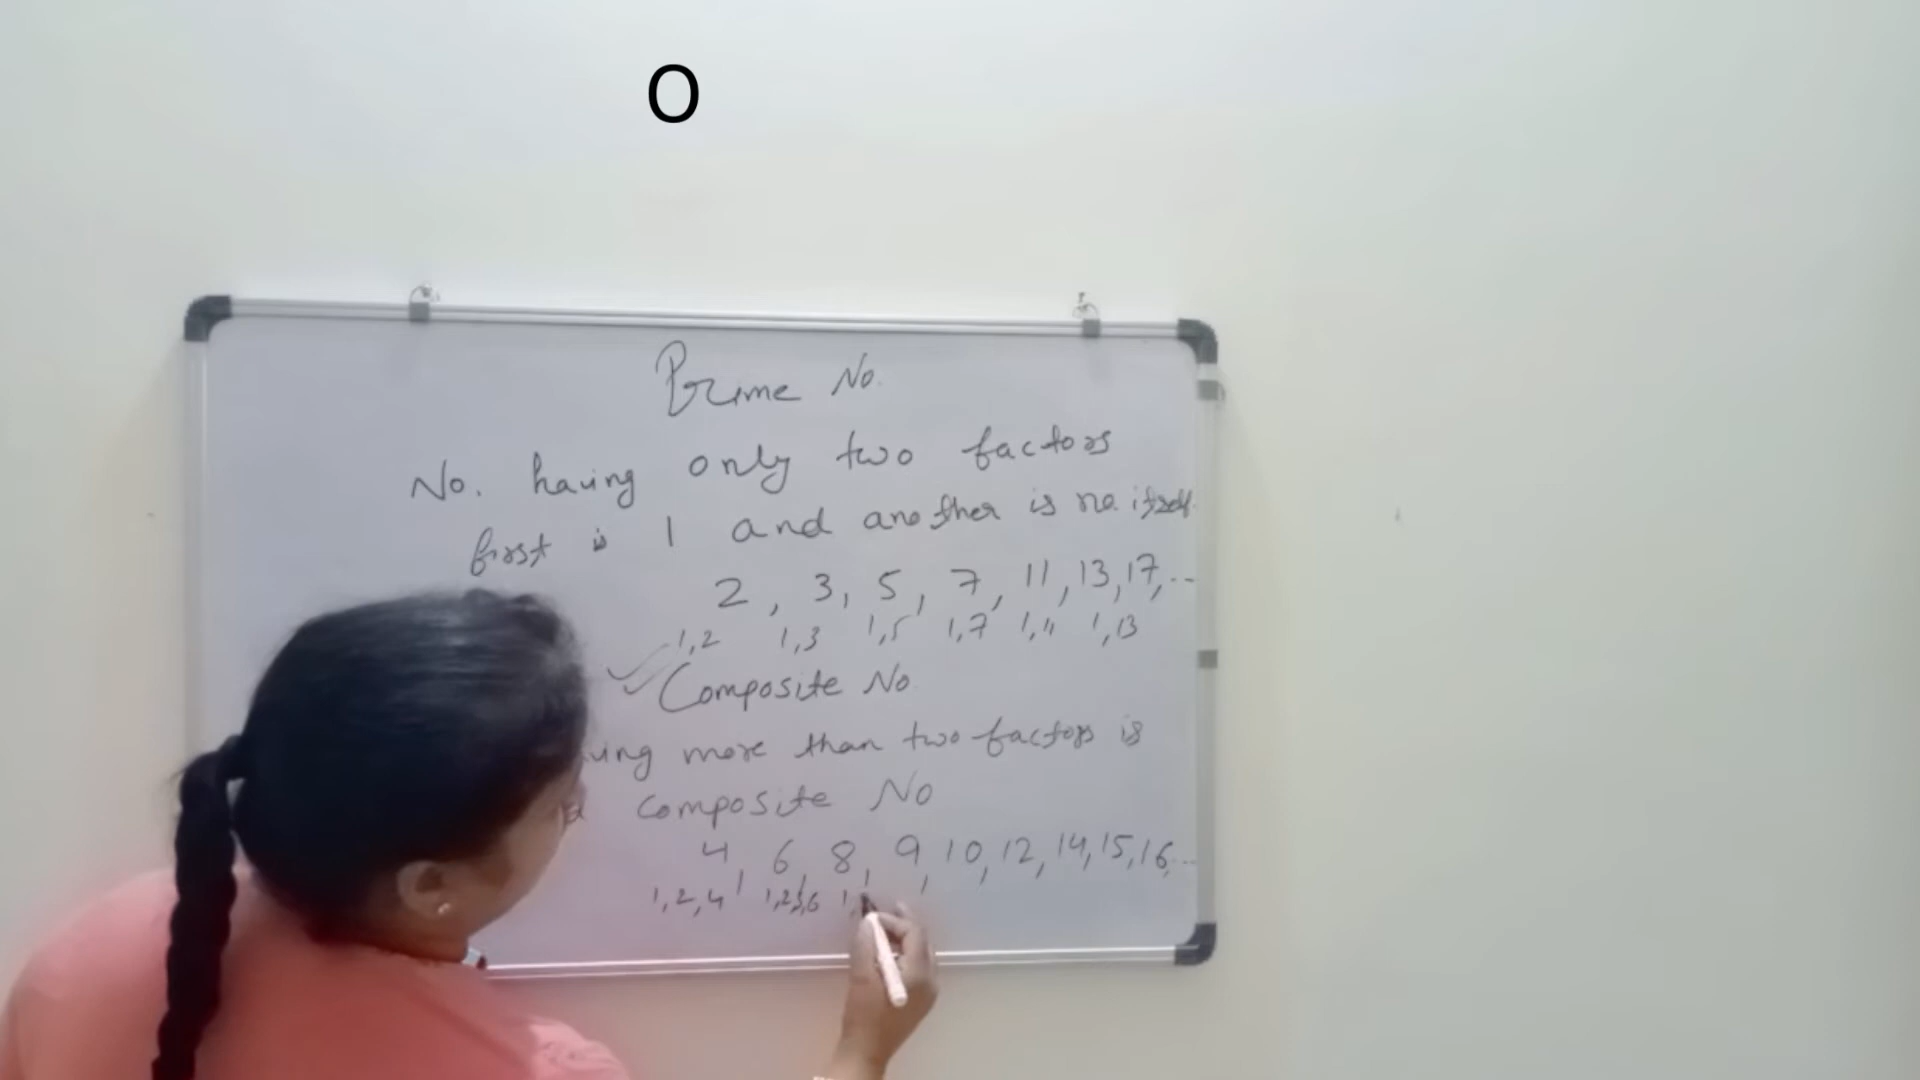 O
Prime No.
No. having only two factors
first is 1 and another is no. itself.
2, 3, 5, 7, 11, 13, 17, ...
1,2 1,3 1,5 1,7 1,11 1,13
Composite No.
more than two factors is
composite No
4, 6, 8, 9, 10, 12, 14, 15, 16, ...
1,2,4 1,2,3,6 1,